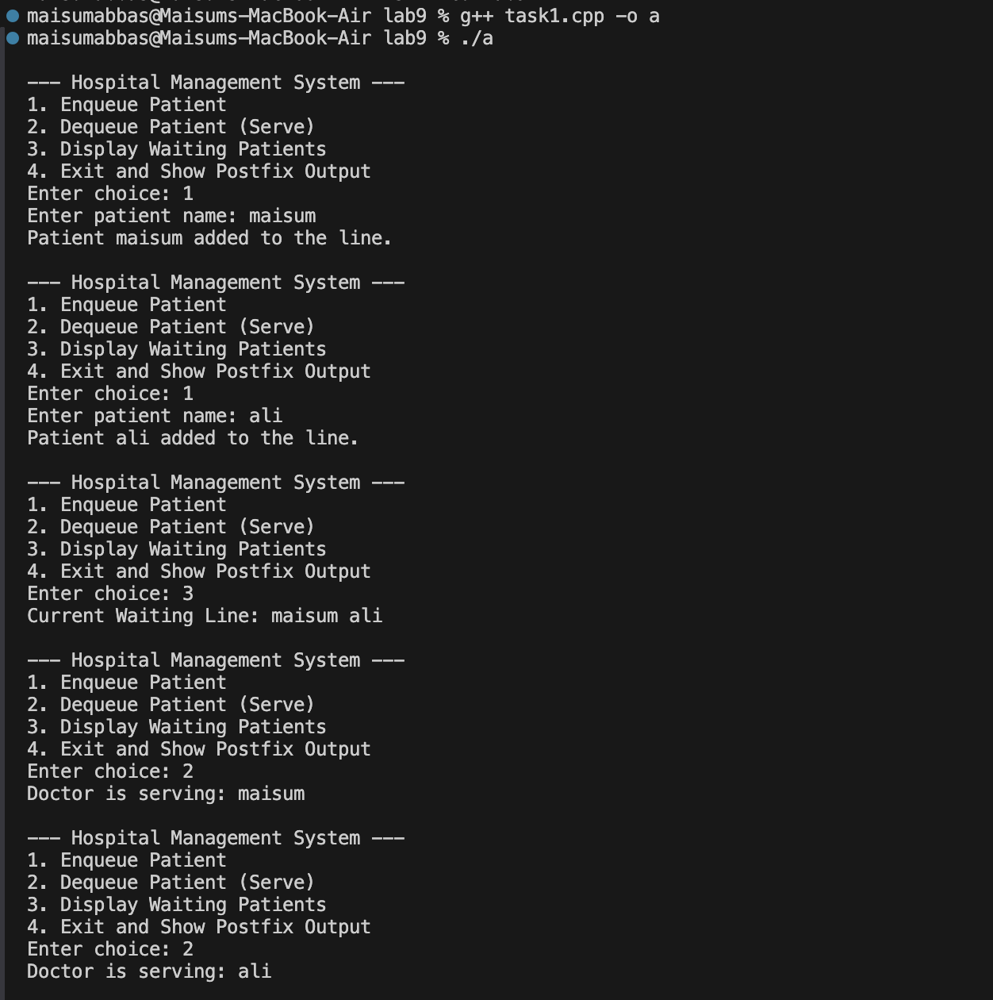 maisumabbas@Maisums-MacBook-Air lab9 % g++ task1.cpp -o a
maisumabbas@Maisums-MacBook-Air lab9 % ./a
--- Hospital Management System ---
1. Enqueue Patient
2. Dequeue Patient (Serve)
3. Display Waiting Patients
4. Exit and Show Postfix Output
Enter choice: 1
Enter patient name: maisum
Patient maisum added to the line.
--- Hospital Management System ---
1. Enqueue Patient
2. Dequeue Patient (Serve)
3. Display Waiting Patients
4. Exit and Show Postfix Output
Enter choice: 1
Enter patient name: ali
Patient ali added to the line.
--- Hospital Management System ---
1. Enqueue Patient
2. Dequeue Patient (Serve)
3. Display Waiting Patients
4. Exit and Show Postfix Output
Enter choice: 3
Current Waiting Line: maisum ali
--- Hospital Management System ---
1. Enqueue Patient
2. Dequeue Patient (Serve)
3. Display Waiting Patients
4. Exit and Show Postfix Output
Enter choice: 2
Doctor is serving: maisum
--- Hospital Management System ---
1. Enqueue Patient
2. Dequeue Patient (Serve)
3. Display Waiting Patients
4. Exit and Show Postfix Output
Enter choice: 2
Doctor is serving: ali